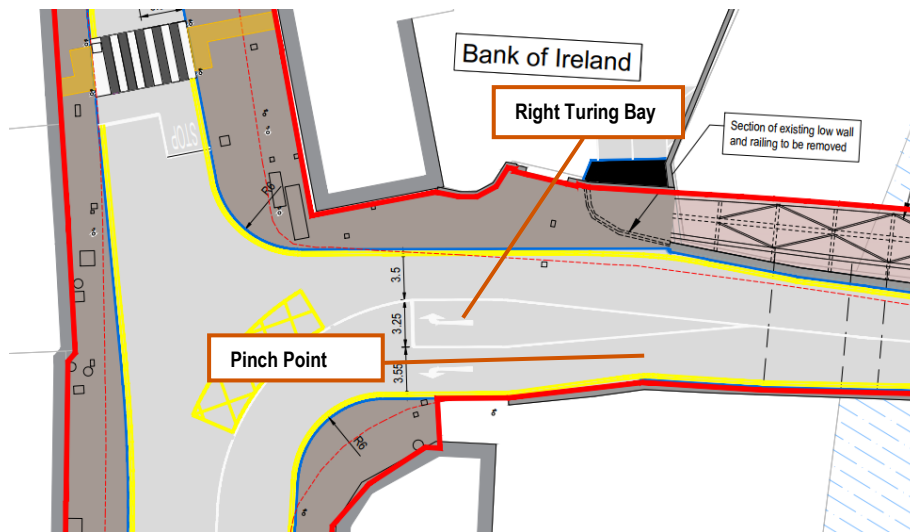 Bank of Ireland
Right Turing Bay
Section of existing low wall
and railing to be removed
STOP
R6
3.5
3.25
Pinch Point
3.55
R6